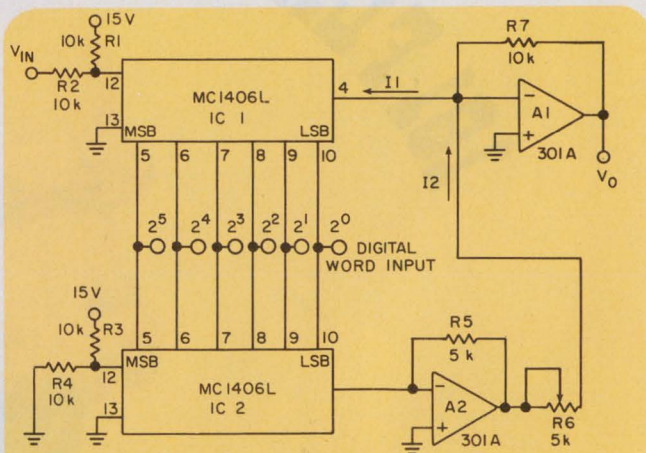 15V
10k R1
V_IN
R2
10k
12
13
MC1406L
IC 1
MSB
LSB
4
I1
R7
10k
A1
301A
V_O
I2
5 6 7 8 9 10
2^5 2^4 2^3 2^2 2^1 2^0 DIGITAL
WORD INPUT
15V
10k R3
R4
10k
12
13
5 6 7 8 9 10
MSB
LSB
MC1406L
IC 2
R5
5k
A2
301A
R6
5k
− + − +